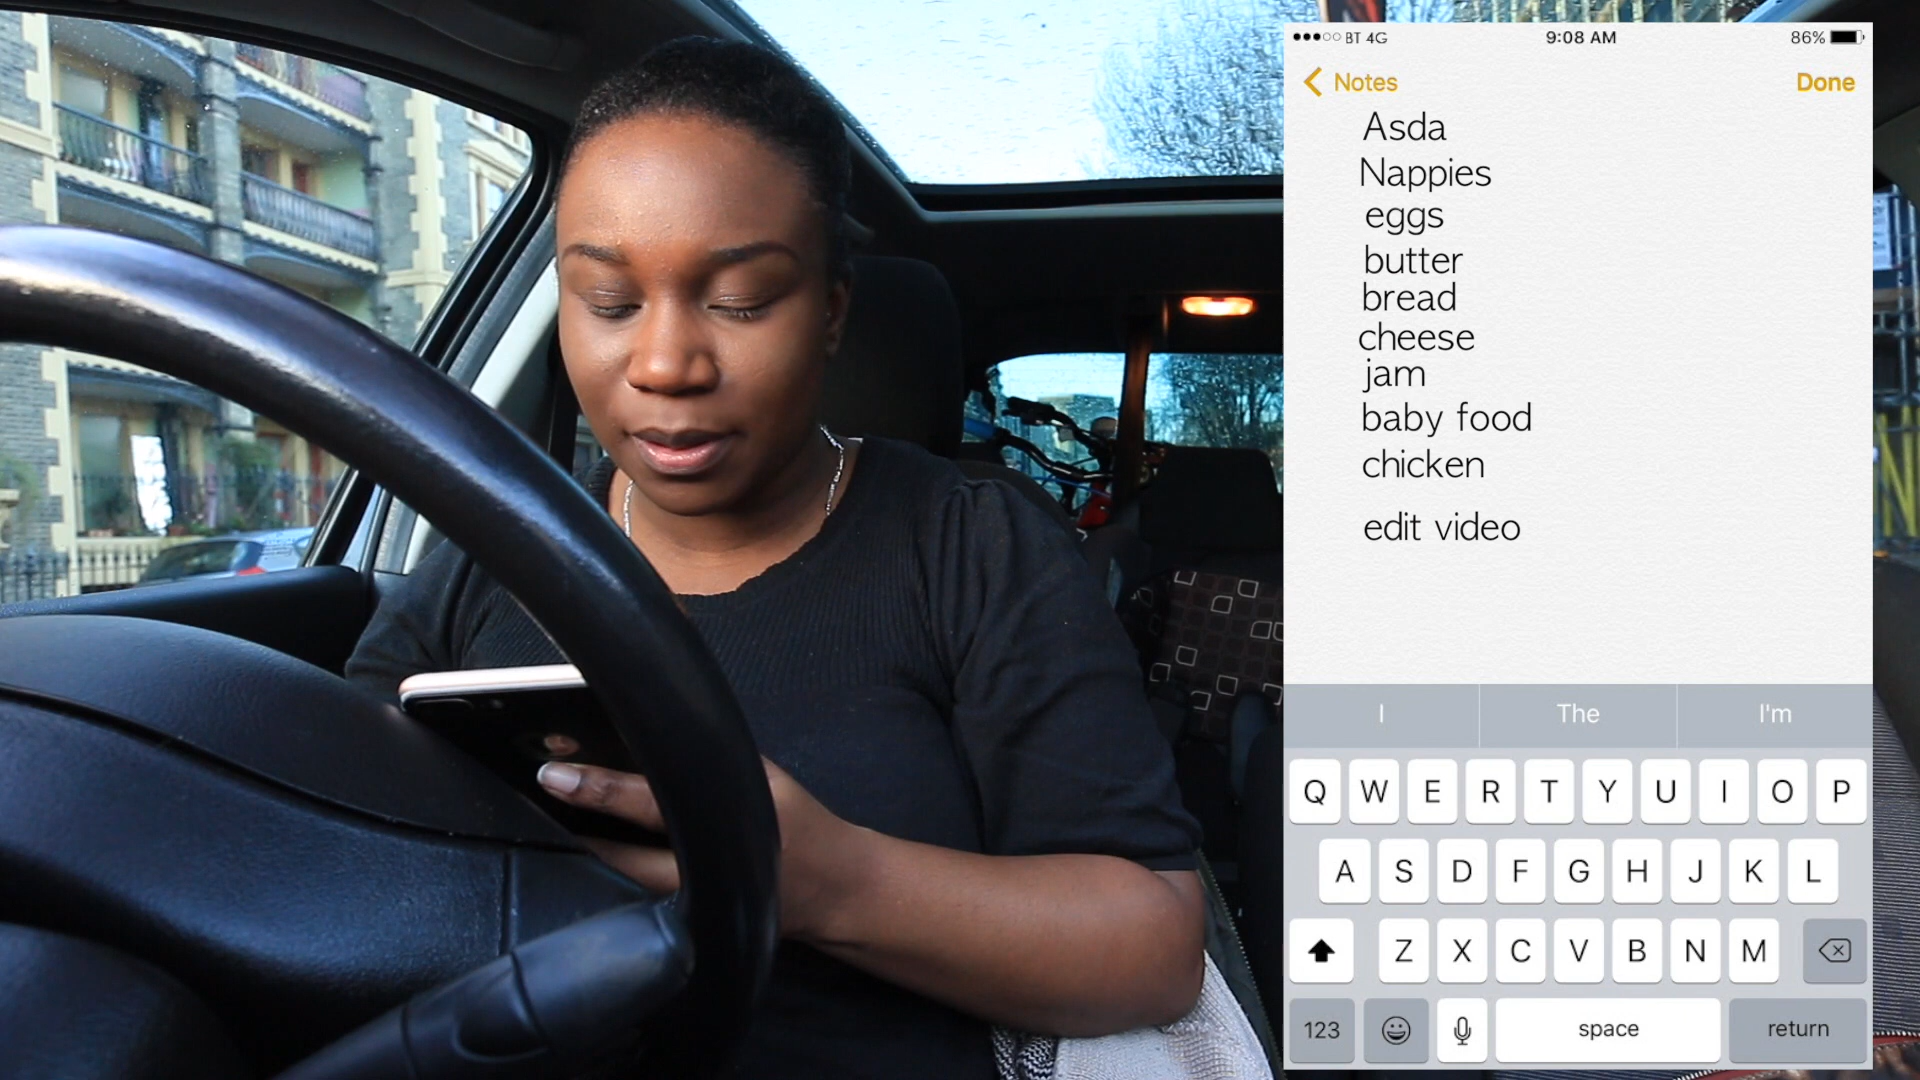 BT 4G 9:08 AM 86%
Notes Done
Asda
Nappies
eggs
butter
bread
cheese
jam
baby food
chicken
edit video
I The I'm
Q W E R T Y U I O P
A S D F G H J K L
Z X C V B N M
123 space return